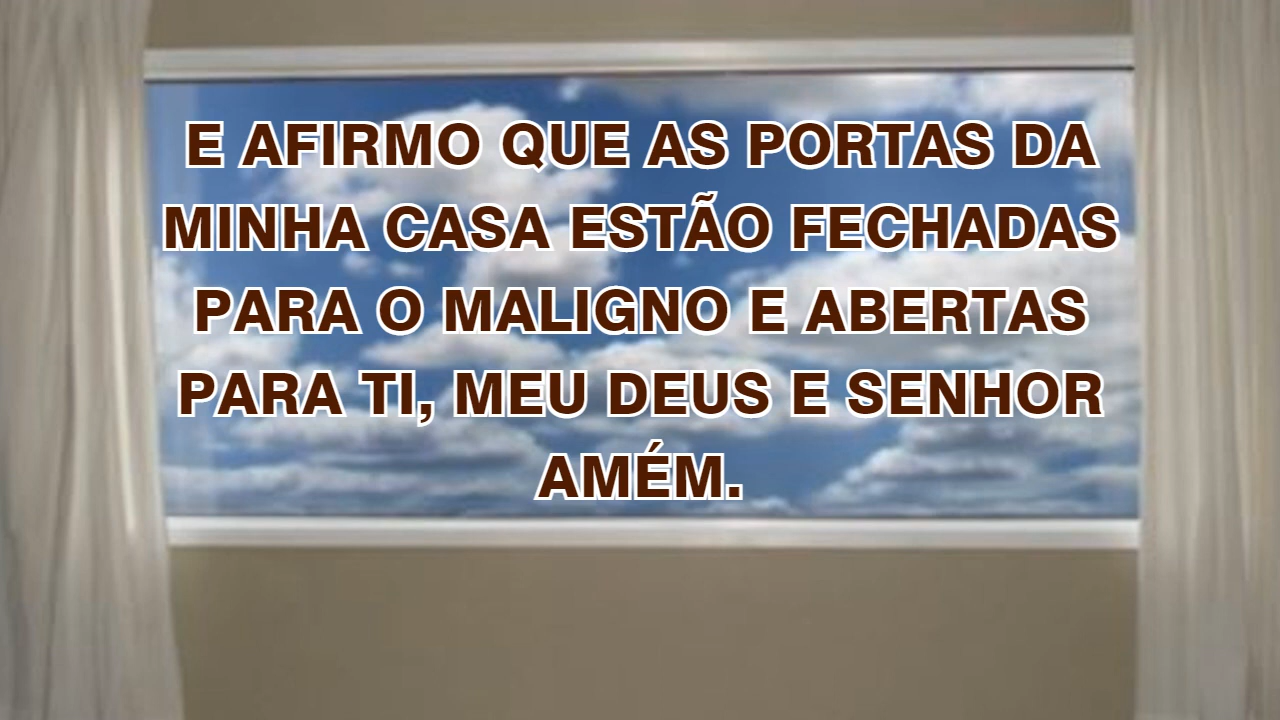 E AFIRMO QUE AS PORTAS DA
MINHA CASA ESTÃO FECHADAS
PARA O MALIGNO E ABERTAS
PARA TI, MEU DEUS E SENHOR
AMÉM.